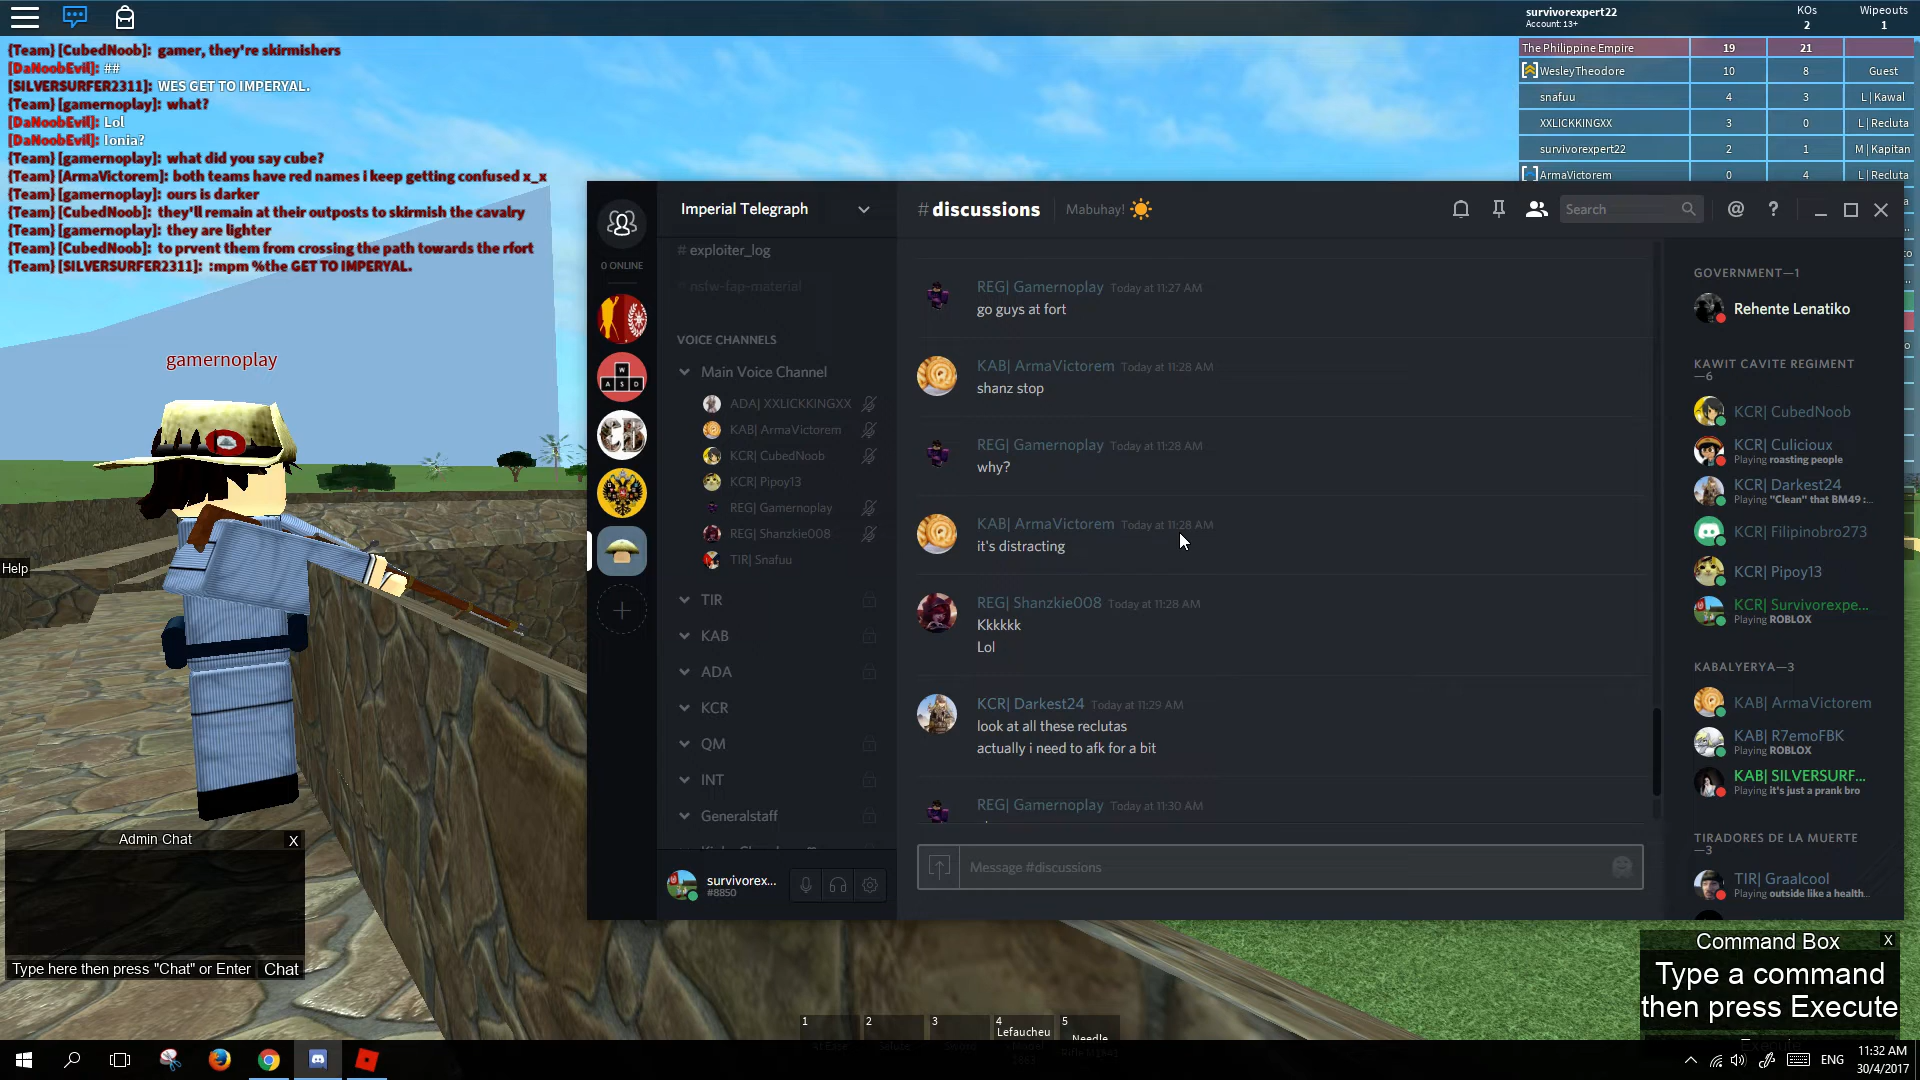 {Team} [CubedNoob]: gamer, they're skirmishers
[DaNoobEvil]: ##
[SILVERSURFER2311]: WES GET TO IMPERYAL.
{Team} [gamernoplay]: what?
[DaNoobEvil]: Lol
[DaNoobEvil]: Ionia?
{Team} [gamernoplay]: what did you say cube?
{Team} [ArmaVictorem]: both teams have red names i keep getting confused x_x
{Team} [gamernoplay]: ours is darker
{Team} [CubedNoob]: they'll remain at their outposts to skirmish the cavalry
{Team} [gamernoplay]: they are lighter
{Team} [CubedNoob]: to prvent them from crossing the path towards the rfort
{Team} [SILVERSURFER2311]: :mpm %the GET TO IMPERYAL.
gamernoplay
Help
Admin Chat
X
Type here then press "Chat" or Enter
Chat
survivorexpert22
Account: 13+
KOs
2
Wipeouts
1
The Philippine Empire 19 21
WesleyTheodore 10 8 Guest
snafuu 4 3 L | Kawal
XXLICKKINGXX 3 0 L | Recluta
survivorexpert22 2 1 M | Kapitan
ArmaVictorem 0 4 L | Recluta
0 ONLINE
W
A S D
Imperial Telegraph
# exploiter_log
# nsfw-fap-material
VOICE CHANNELS
Main Voice Channel
ADA| XXLICKKINGXX
KAB| ArmaVictorem
KCR| CubedNoob
KCR| Pipoy13
REG| Gamernoplay
REG| Shanzkie008
TIR| Snafuu
TIR
KAB
ADA
KCR
QM
INT
Generalstaff
survivorex...
#8850
#discussions
Mabuhay!
Search
REG| Gamernoplay Today at 11:27 AM
go guys at fort
KAB| ArmaVictorem Today at 11:28 AM
shanz stop
REG| Gamernoplay Today at 11:28 AM
why?
KAB| ArmaVictorem Today at 11:28 AM
it's distracting
REG| Shanzkie008 Today at 11:28 AM
Kkkkkk
Lol
KCR| Darkest24 Today at 11:29 AM
look at all these reclutas
actually i need to afk for a bit
REG| Gamernoplay Today at 11:30 AM
Message #discussions
GOVERNMENT—1
Rehente Lenatiko
KAWIT CAVITE REGIMENT
—6
KCR| CubedNoob
KCR| Culicioux
Playing roasting people
KCR| Darkest24
Playing "Clean" that BM49 :...
KCR| Filipinobro273
KCR| Pipoy13
KCR| Survivorexpe...
Playing ROBLOX
KABALYERYA—3
KAB| ArmaVictorem
KAB| R7emoFBK
Playing ROBLOX
KAB| SILVERSURF...
Playing it's just a prank bro
TIRADORES DE LA MUERTE
—3
TIR| Graalcool
Playing outside like a health...
Command Box
X
Type a command
then press Execute
1
2
3
4
Lefaucheu
5
Needle
ENG
11:32 AM
30/4/2017